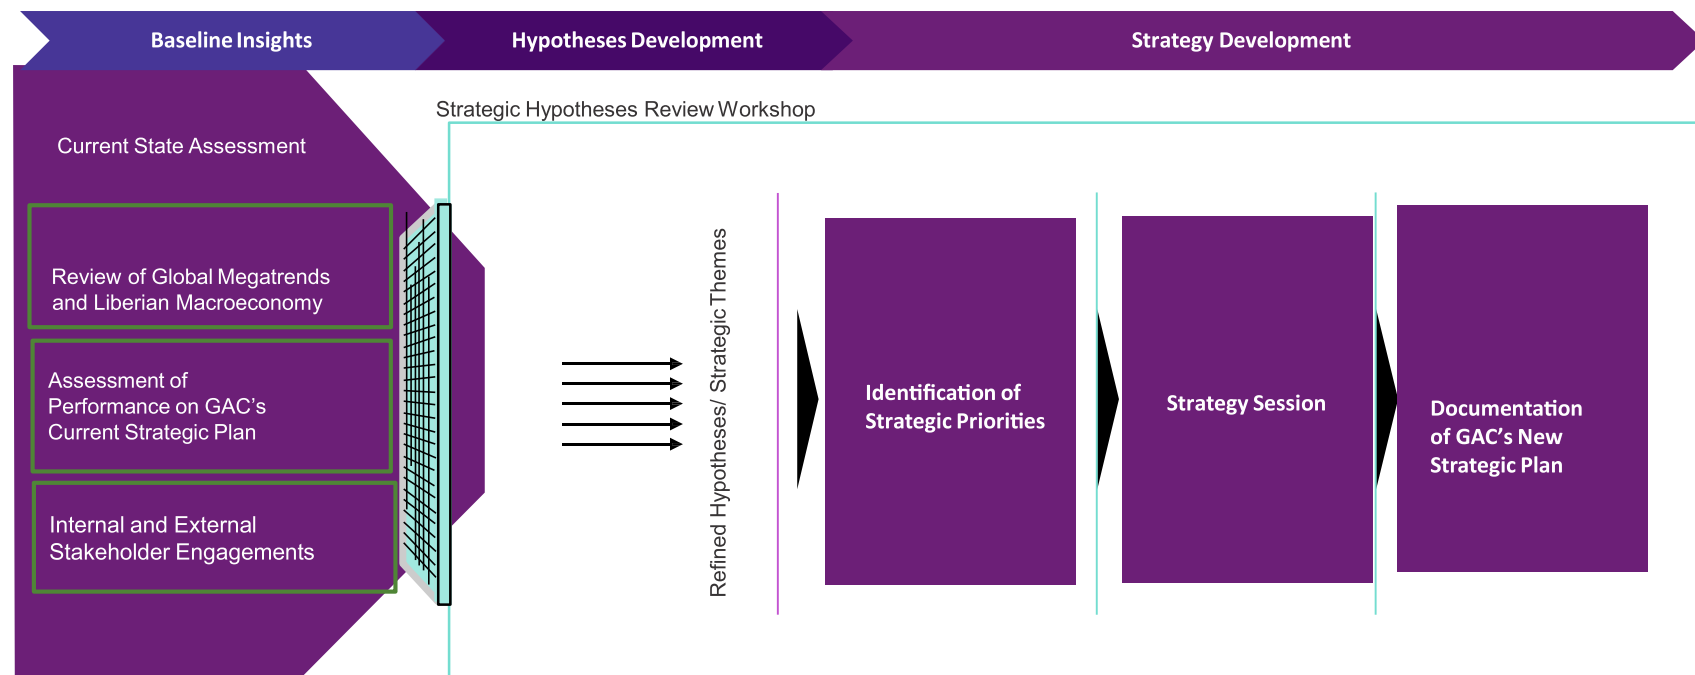 Baseline Insights
Hypotheses Development
Strategy Development
Strategic Hypotheses Review Workshop
Current State Assessment
Review of Global Megatrends
and Liberian Macroeconomy
Assessment of
Performance on GAC’s
Current Strategic Plan
Internal and External
Stakeholder Engagements
Refined Hypotheses/ Strategic Themes
Identification of
Strategic Priorities
Strategy Session
Documentation
of GAC’s New
Strategic Plan